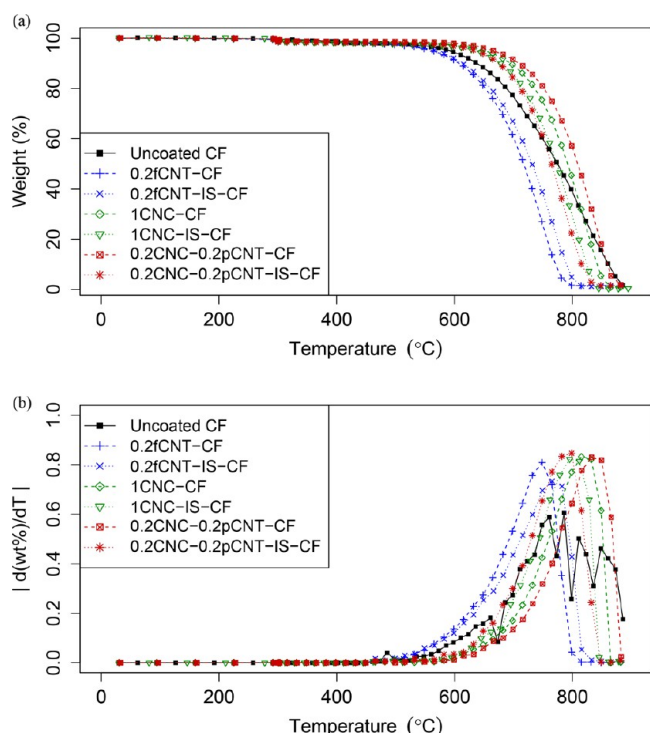 (a)
100
80
60
40
20
0
Weight (%)
Uncoated CF
0.2fCNT-CF
0.2fCNT-IS-CF
1CNC-CF
1CNC-IS-CF
0.2CNC-0.2pCNT-CF
0.2CNC-0.2pCNT-IS-CF
0 200 400 600 800
Temperature (°C)
(b)
1.0
0.8
0.6
0.4
0.2
0.0
| d(wt%)/dT |
Uncoated CF
0.2fCNT-CF
0.2fCNT-IS-CF
1CNC-CF
1CNC-IS-CF
0.2CNC-0.2pCNT-CF
0.2CNC-0.2pCNT-IS-CF
0 200 400 600 800
Temperature (°C)